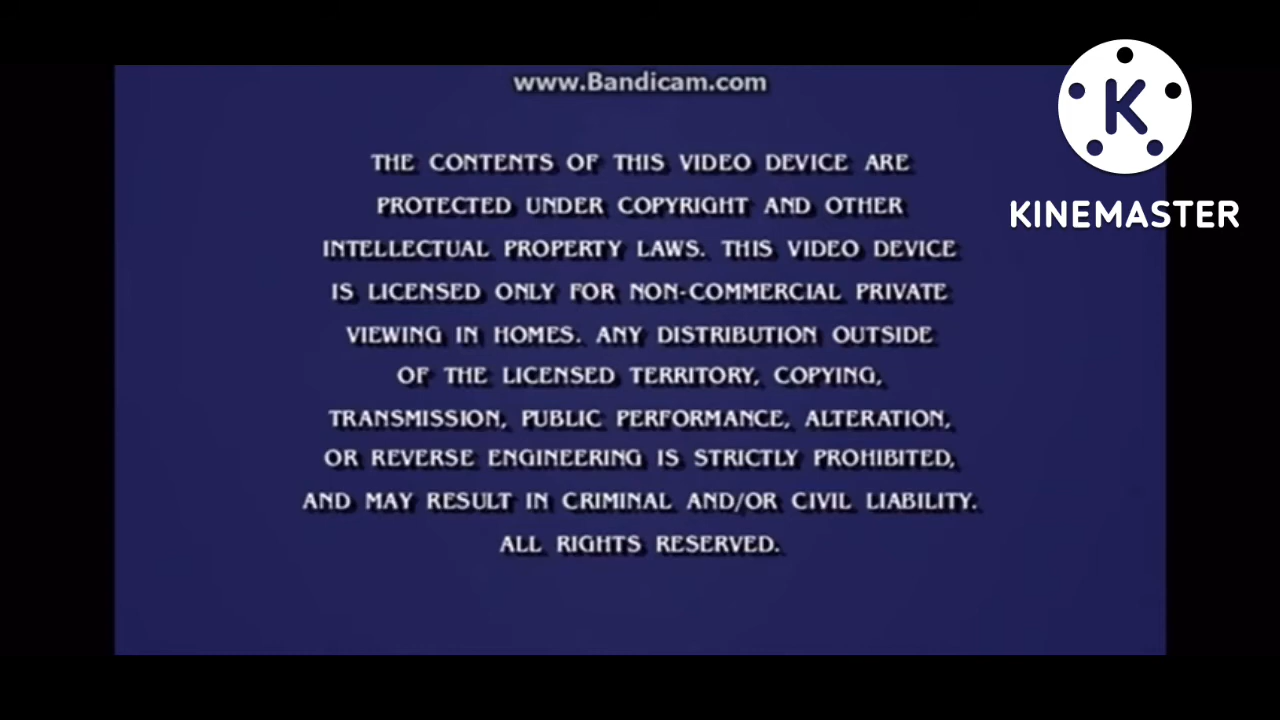 www.Bandicam.com
THE CONTENTS OF THIS VIDEO DEVICE ARE
PROTECTED UNDER COPYRIGHT AND OTHER
INTELLECTUAL PROPERTY LAWS. THIS VIDEO DEVICE
IS LICENSED ONLY FOR NON-COMMERCIAL PRIVATE
VIEWING IN HOMES. ANY DISTRIBUTION OUTSIDE
OF THE LICENSED TERRITORY, COPYING,
TRANSMISSION, PUBLIC PERFORMANCE, ALTERATION,
OR REVERSE ENGINEERING IS STRICTLY PROHIBITED,
AND MAY RESULT IN CRIMINAL AND/OR CIVIL LIABILITY.
ALL RIGHTS RESERVED.
K
KINEMASTER